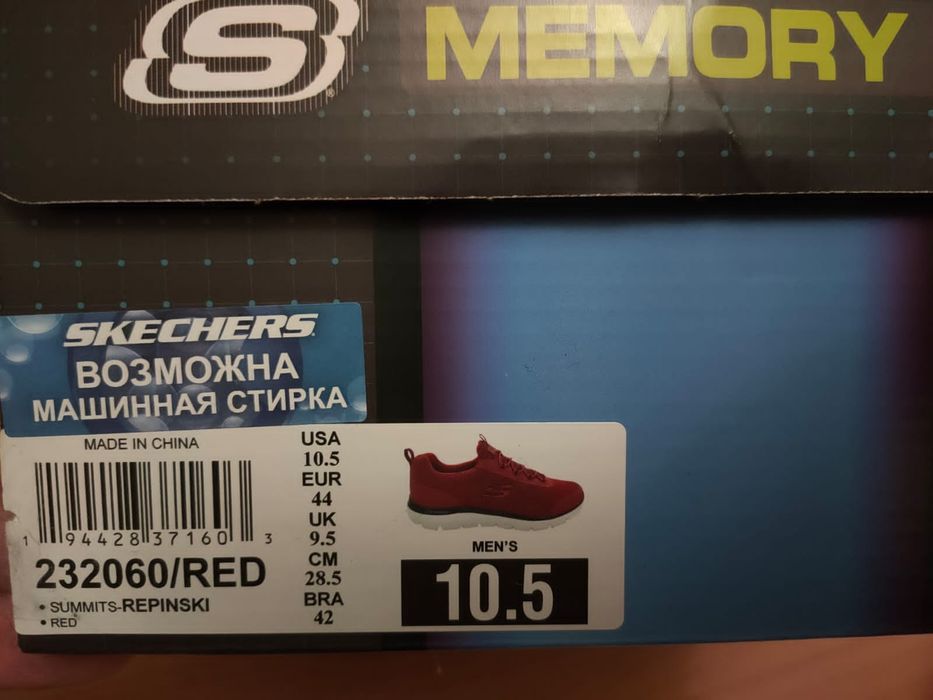 S
MEMORY
SKECHERS
ВОЗМОЖНА
МАШИННАЯ СТИРКА
MADE IN CHINA
1 94428 37160 3
232060/RED
• SUMMITS-REPINSKI
• RED
USA
10.5
EUR
44
UK
9.5
CM
28.5
BRA
42
MEN'S
10.5